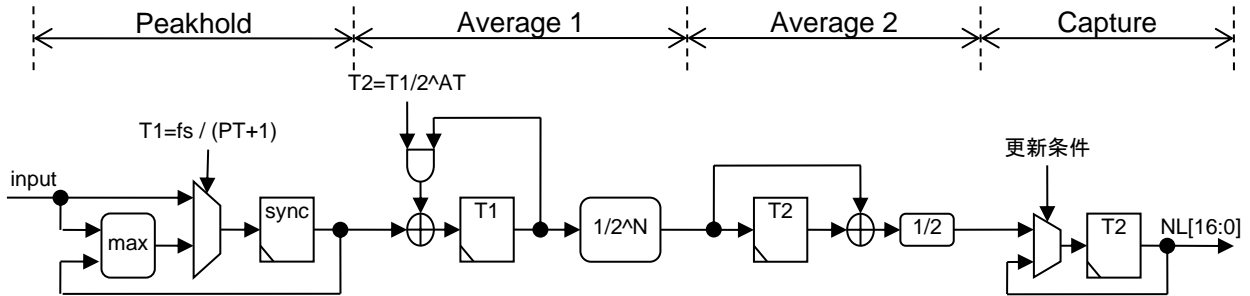 Peakhold
Average 1
Average 2
Capture
T2=T1/2^AT
T1=fs / (PT+1)
更新条件
input
max
sync
T1
1/2^N
T2
1/2
T2
NL[16:0]